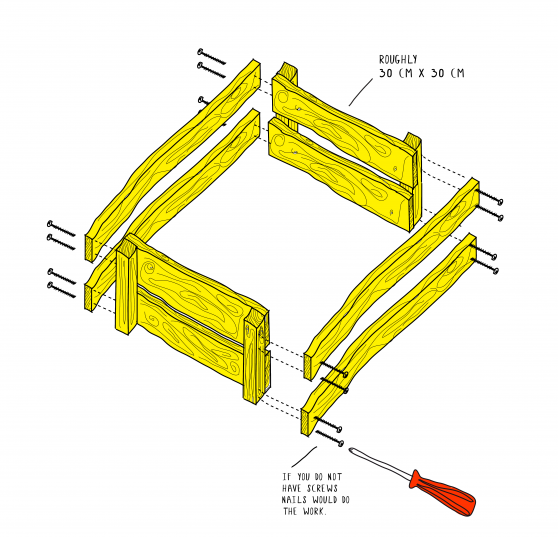 ROUGHLY
30 CM X 30 CM
IF YOU DO NOT
HAVE SCREWS
NAILS WOULD DO
THE WORK.